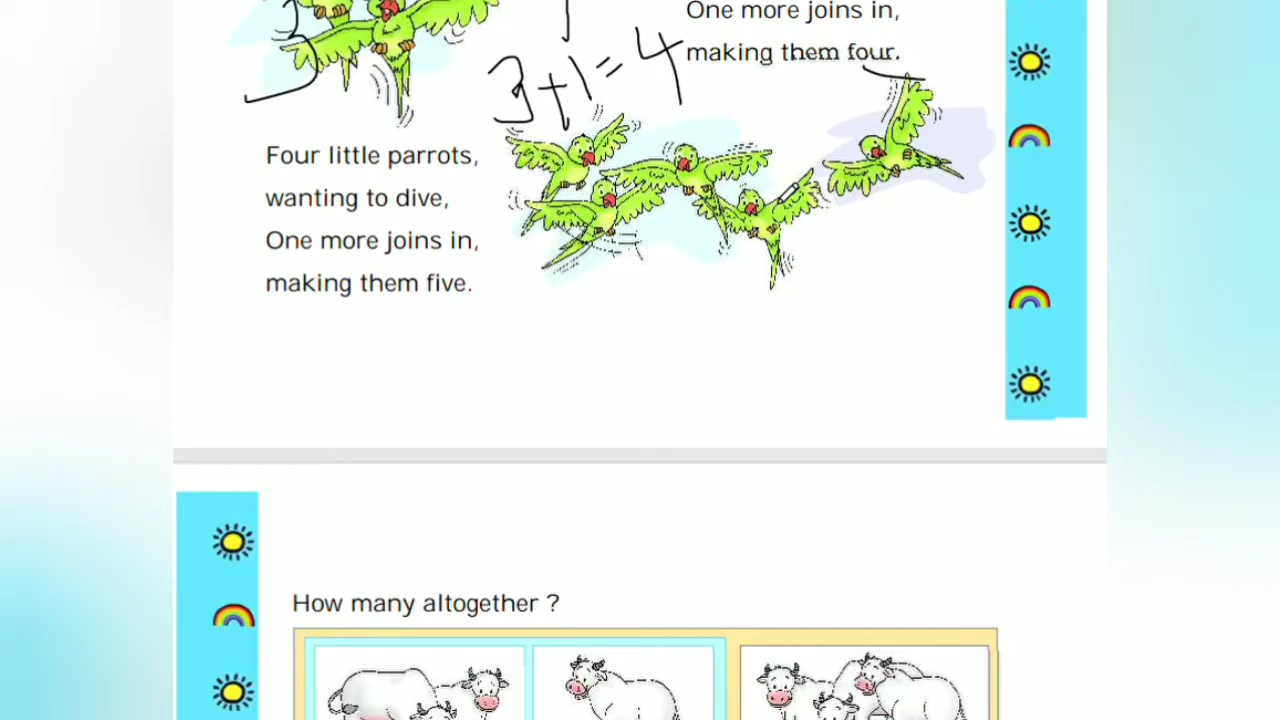 One more joins in,
making them four.
3
3+1=4
Four little parrots,
wanting to dive,
One more joins in,
making them five.
How many altogether ?